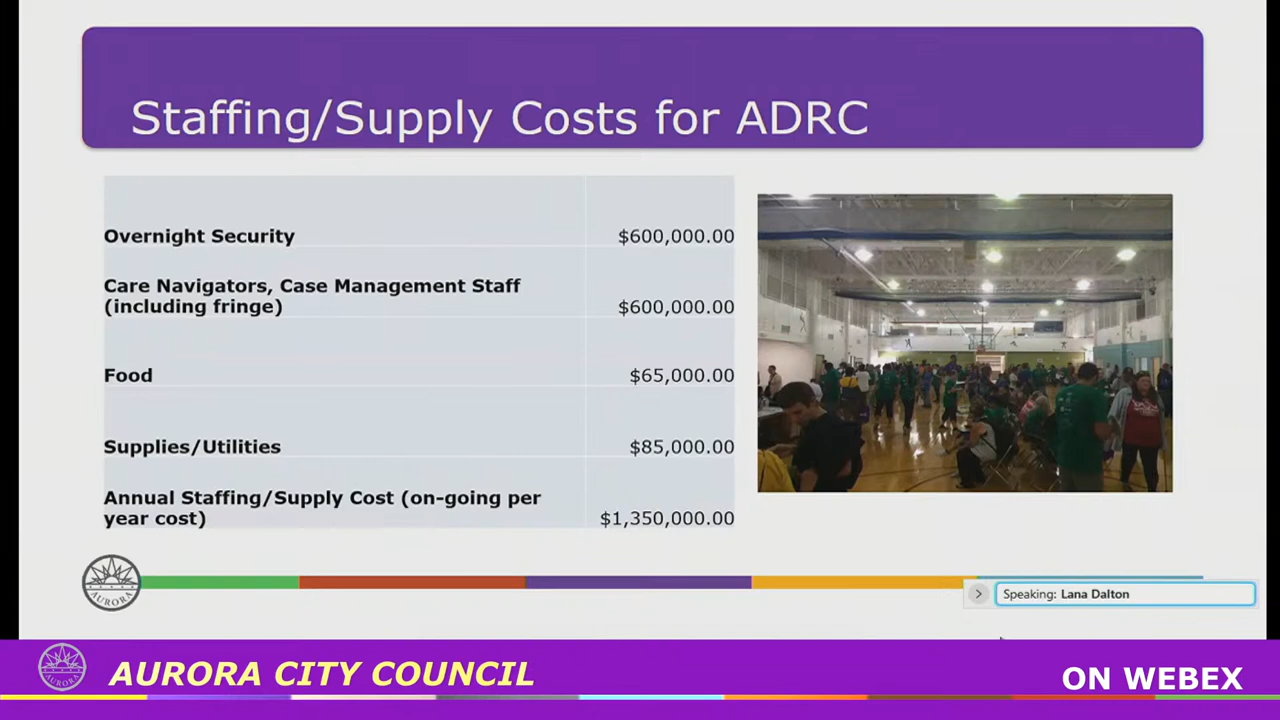 Staffing/Supply Costs for ADRC
Overnight Security $600,000.00
Care Navigators, Case Management Staff
(including fringe) $600,000.00
Food $65,000.00
Supplies/Utilities $85,000.00
Annual Staffing/Supply Cost (on-going per
year cost) $1,350,000.00
AURORA
Speaking: Lana Dalton
AURORA CITY COUNCIL
ON WEBEX